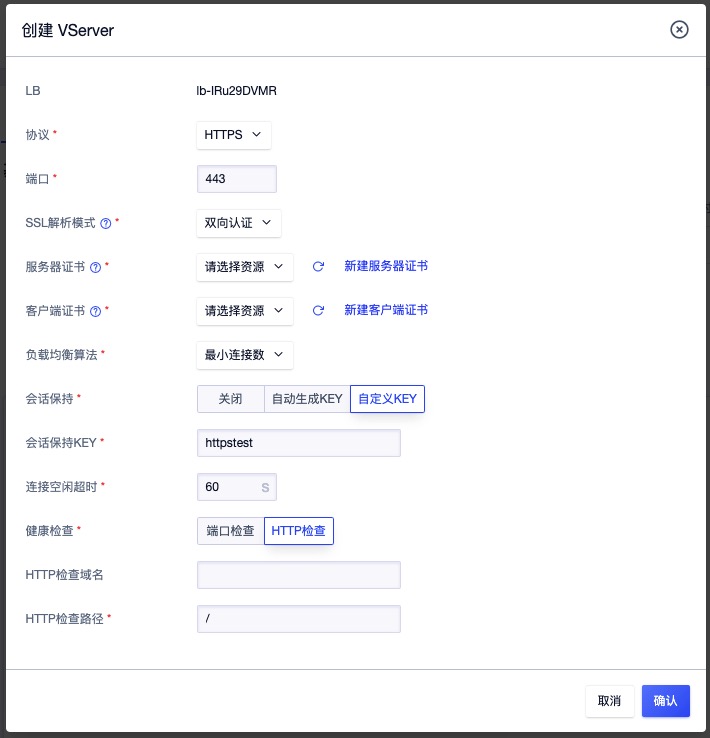 创建 VServer
LB lb-IRu29DVMR
协议 * HTTPS
端口 * 443
SSL解析模式 ? * 双向认证
服务器证书 ? * 请选择资源 新建服务器证书
客户端证书 ? * 请选择资源 新建客户端证书
负载均衡算法 * 最小连接数
会话保持 * 关闭 自动生成KEY 自定义KEY
会话保持KEY * httpstest
连接空闲超时 * 60 S
健康检查 * 端口检查 HTTP检查
HTTP检查域名
HTTP检查路径 * /
取消 确认